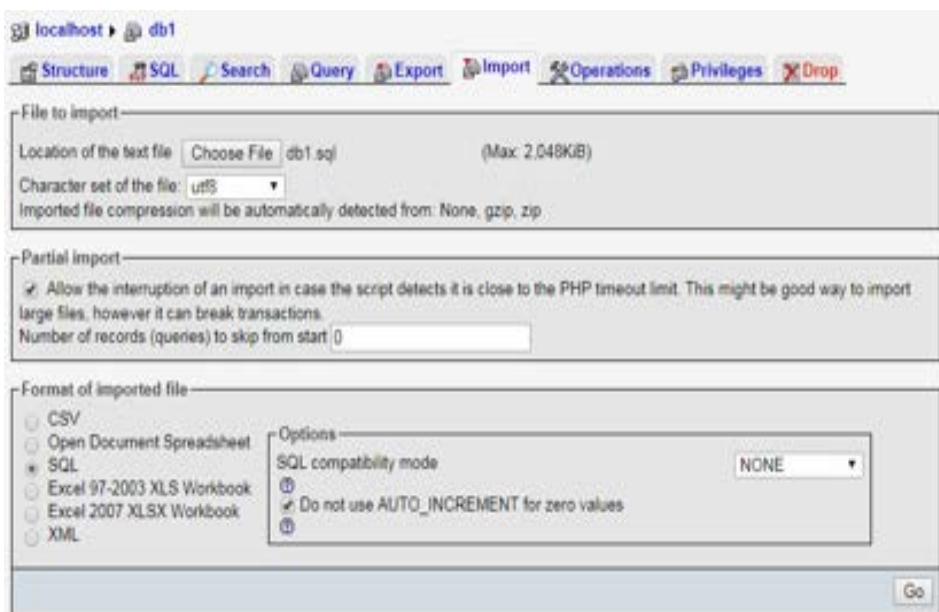 localhost ▸ db1
Structure SQL Search Query Export Import Operations Privileges Drop
File to import
Location of the text file Choose File db1.sql (Max: 2,048KiB)
Character set of the file: utf8
Imported file compression will be automatically detected from: None, gzip, zip
Partial import
Allow the interruption of an import in case the script detects it is close to the PHP timeout limit. This might be good way to import
large files, however it can break transactions.
Number of records (queries) to skip from start 0
Format of imported file
CSV
Open Document Spreadsheet
SQL
Excel 97-2003 XLS Workbook
Excel 2007 XLSX Workbook
XML
Options
SQL compatibility mode NONE
Do not use AUTO_INCREMENT for zero values
Go